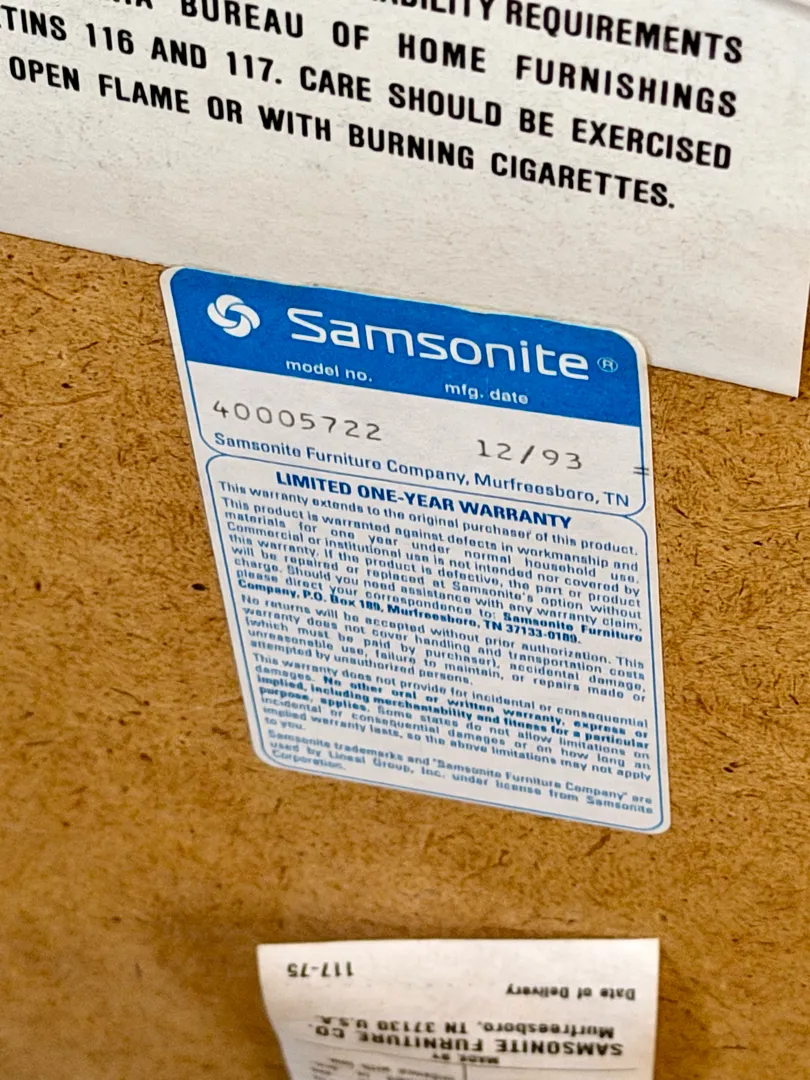 BILITY REQUIREMENTS
BUREAU OF HOME FURNISHINGS
TINS 116 AND 117. CARE SHOULD BE EXERCISED
OPEN FLAME OR WITH BURNING CIGARETTES.
Samsonite®
model no. mfg. date
40005722 12/93
Samsonite Furniture Company, Murfreesboro, TN
LIMITED ONE-YEAR WARRANTY
This warranty extends to the original purchaser of this product.
This product is warranted against defects in workmanship and
materials for one year under normal household use.
Commercial or institutional use is not intended nor covered by
this warranty. If the product is defective, the part or product
will be repaired or replaced at Samsonite's option without
charge. Should you need assistance with any warranty claim,
please direct your correspondence to: Samsonite Furniture
Company, P.O. Box 189, Murfreesboro, TN 37133-0189.
No returns will be accepted without prior authorization. This
warranty does not cover handling and transportation costs
(which must be paid by purchaser), accidental damage,
unreasonable use, failure to maintain, or repairs made or
attempted by unauthorized persons.
This warranty does not provide for incidental or consequential
damages. No other oral or written warranty, express or
implied, including merchantability and fitness for a particular
purpose, applies. Some states do not allow limitations on
incidental or consequential damages or on how long an
implied warranty lasts, so the above limitations may not apply
to you.
Samsonite trademarks and "Samsonite Furniture Company" are
used by Lineal Group, Inc. under license from Samsonite
Corporation.
MADE BY
SAMSONITE FURNITURE CO.
Murfreesboro, TN 37130 U.S.A.
Date of Delivery
117-75